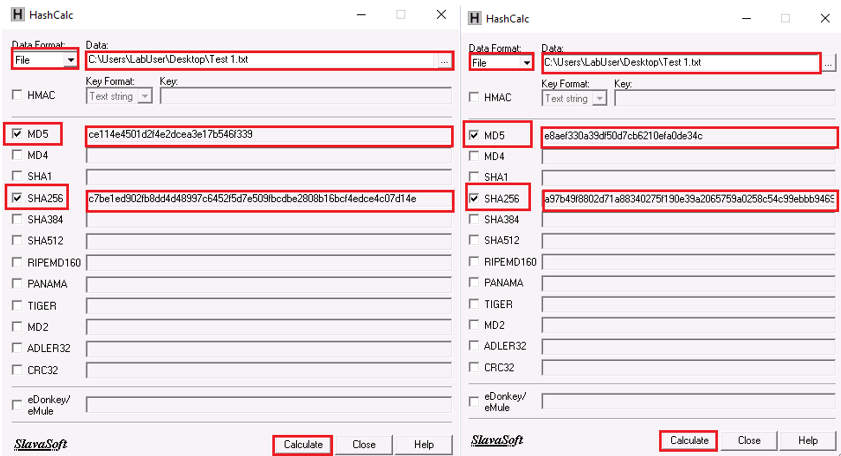 HashCalc
Data Format:
Data:
File
C:\Users\LabUser\Desktop\Test 1.txt
...
HMAC
Key Format:
Key:
Text string
MD5
ce114e4501d2f4e2dcea3e17b546f339
MD4
SHA1
SHA256
c7be1ed902fb8dd4d48997c6452f5d7e509fbcdbe2808b16bcf4edce4c07d14e
SHA384
SHA512
RIPEMD160
PANAMA
TIGER
MD2
ADLER32
CRC32
eDonkey/
eMule
SlavaSoft
Calculate
Close
Help
HashCalc
Data Format:
Data:
File
C:\Users\LabUser\Desktop\Test 1.txt
...
HMAC
Key Format:
Key:
Text string
MD5
e8aef330a39df50d7cb6210efa0de34c
MD4
SHA1
SHA256
a97b49f8802d71a88340275f190e39a2065759a0258c54c99ebbb9469
SHA384
SHA512
RIPEMD160
PANAMA
TIGER
MD2
ADLER32
CRC32
eDonkey/
eMule
SlavaSoft
Calculate
Close
Help